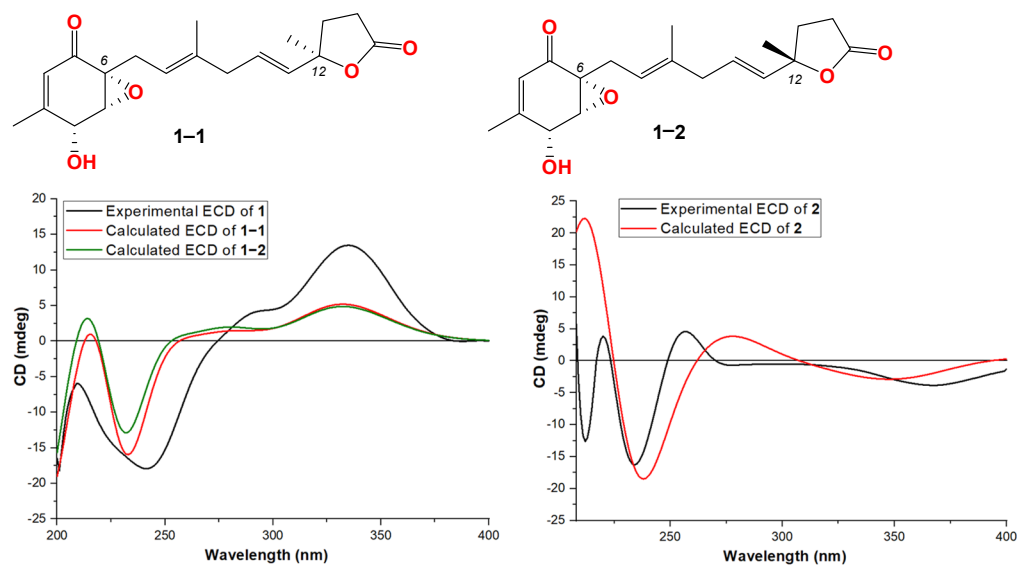 O
6
O
12
O
O
OH
1–1
O
6
O
12
O
O
OH
1–2
20
15
10
5
0
-5
-10
-15
-20
-25
CD (mdeg)
Experimental ECD of 1
Calculated ECD of 1–1
Calculated ECD of 1–2
200
250
300
350
400
Wavelength (nm)
25
20
15
10
5
0
-5
-10
-15
-20
-25
CD (mdeg)
Experimental ECD of 2
Calculated ECD of 2
250
300
350
400
Wavelength (nm)